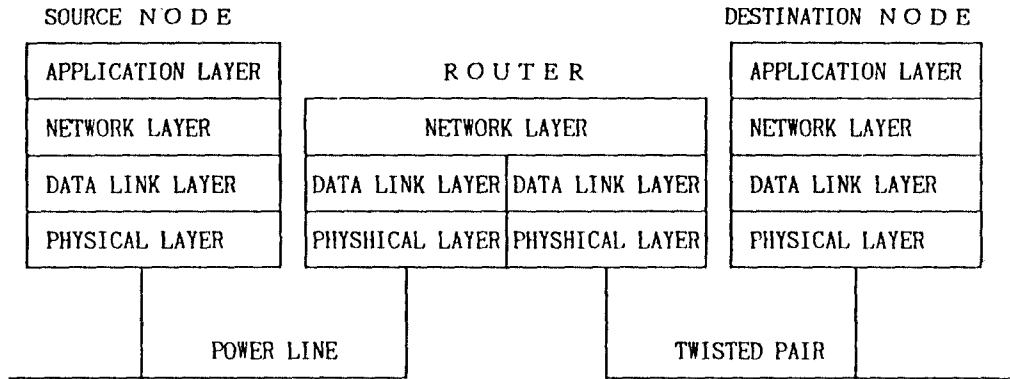 SOURCE NODE
DESTINATION NODE
APPLICATION LAYER
ROUTER
APPLICATION LAYER
NETWORK LAYER
NETWORK LAYER
NETWORK LAYER
DATA LINK LAYER
DATA LINK LAYER
DATA LINK LAYER
DATA LINK LAYER
PHYSICAL LAYER
PHYSHICAL LAYER
PHYSHICAL LAYER
PHYSICAL LAYER
POWER LINE
TWISTED PAIR